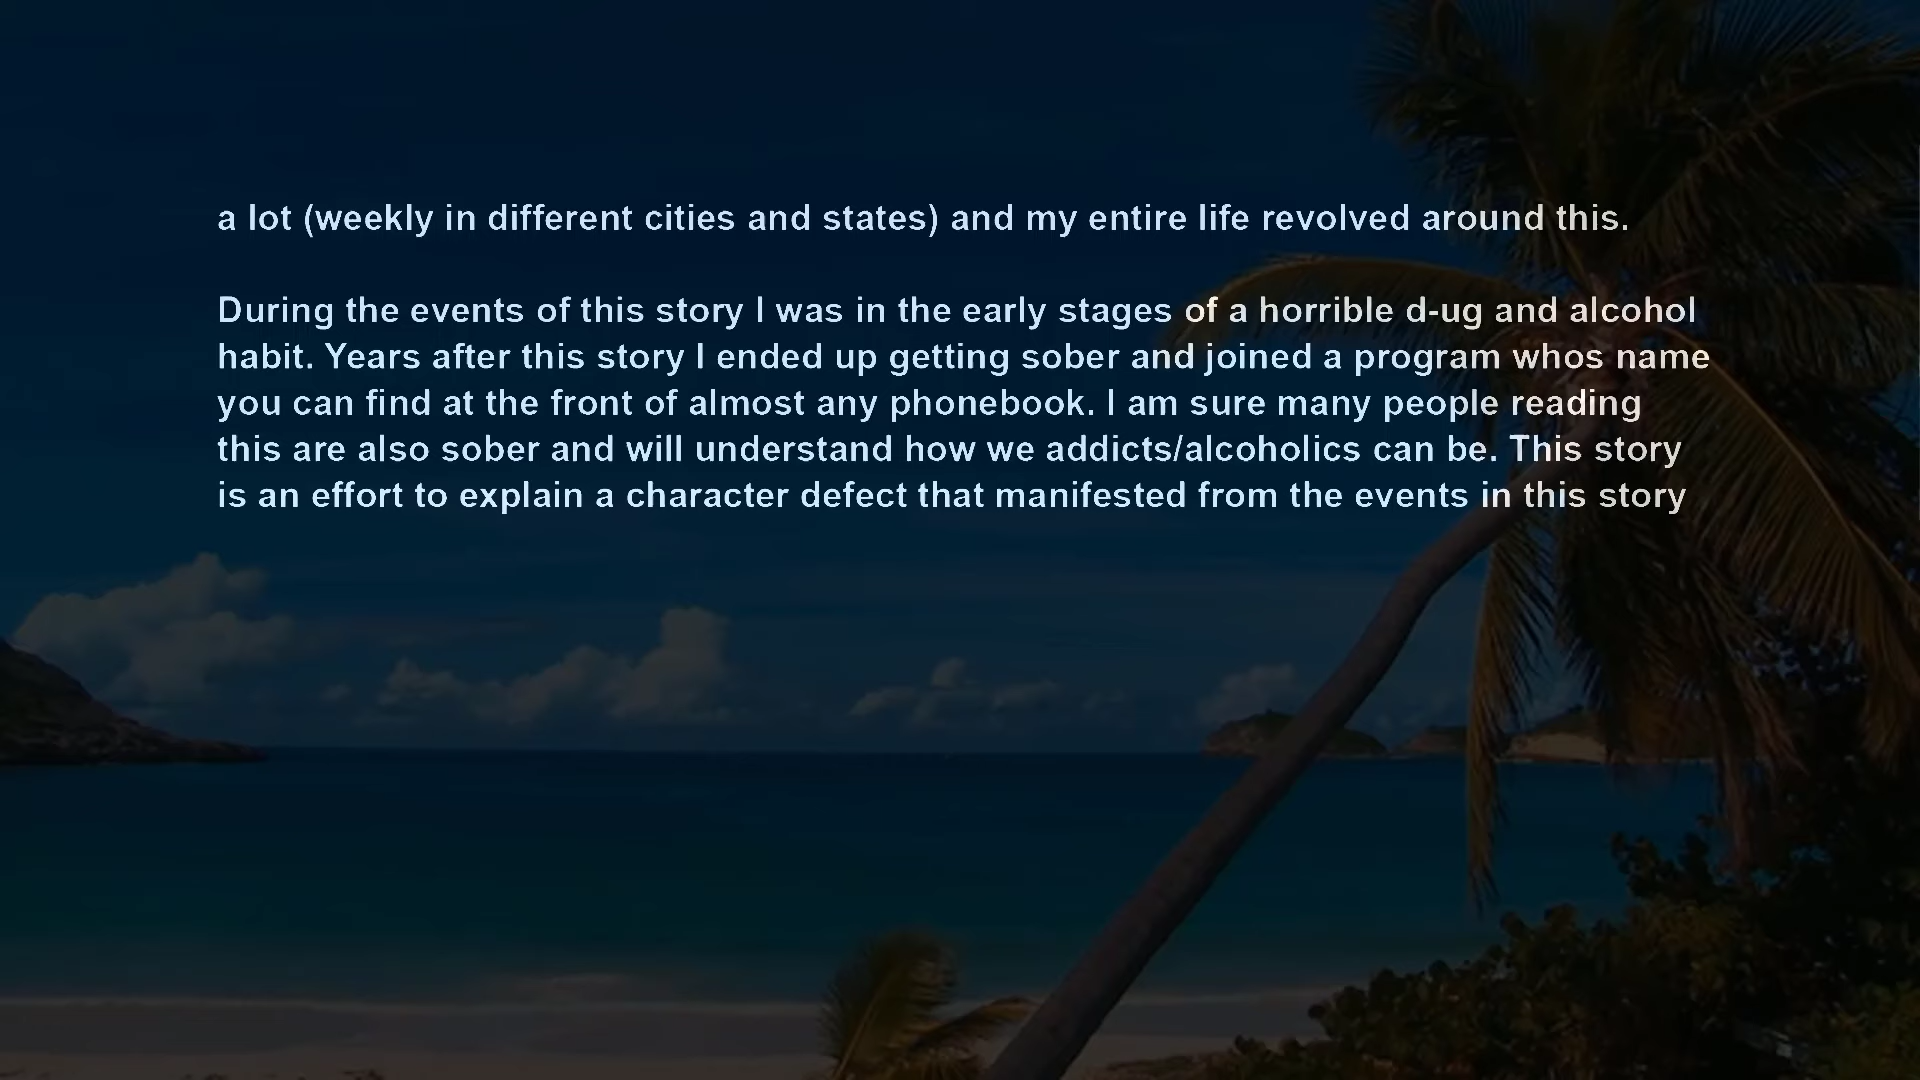 a lot (weekly in different cities and states) and my entire life revolved around this.
During the events of this story I was in the early stages of a horrible d-ug and alcohol
habit. Years after this story I ended up getting sober and joined a program whos name
you can find at the front of almost any phonebook. I am sure many people reading
this are also sober and will understand how we addicts/alcoholics can be. This story
is an effort to explain a character defect that manifested from the events in this story